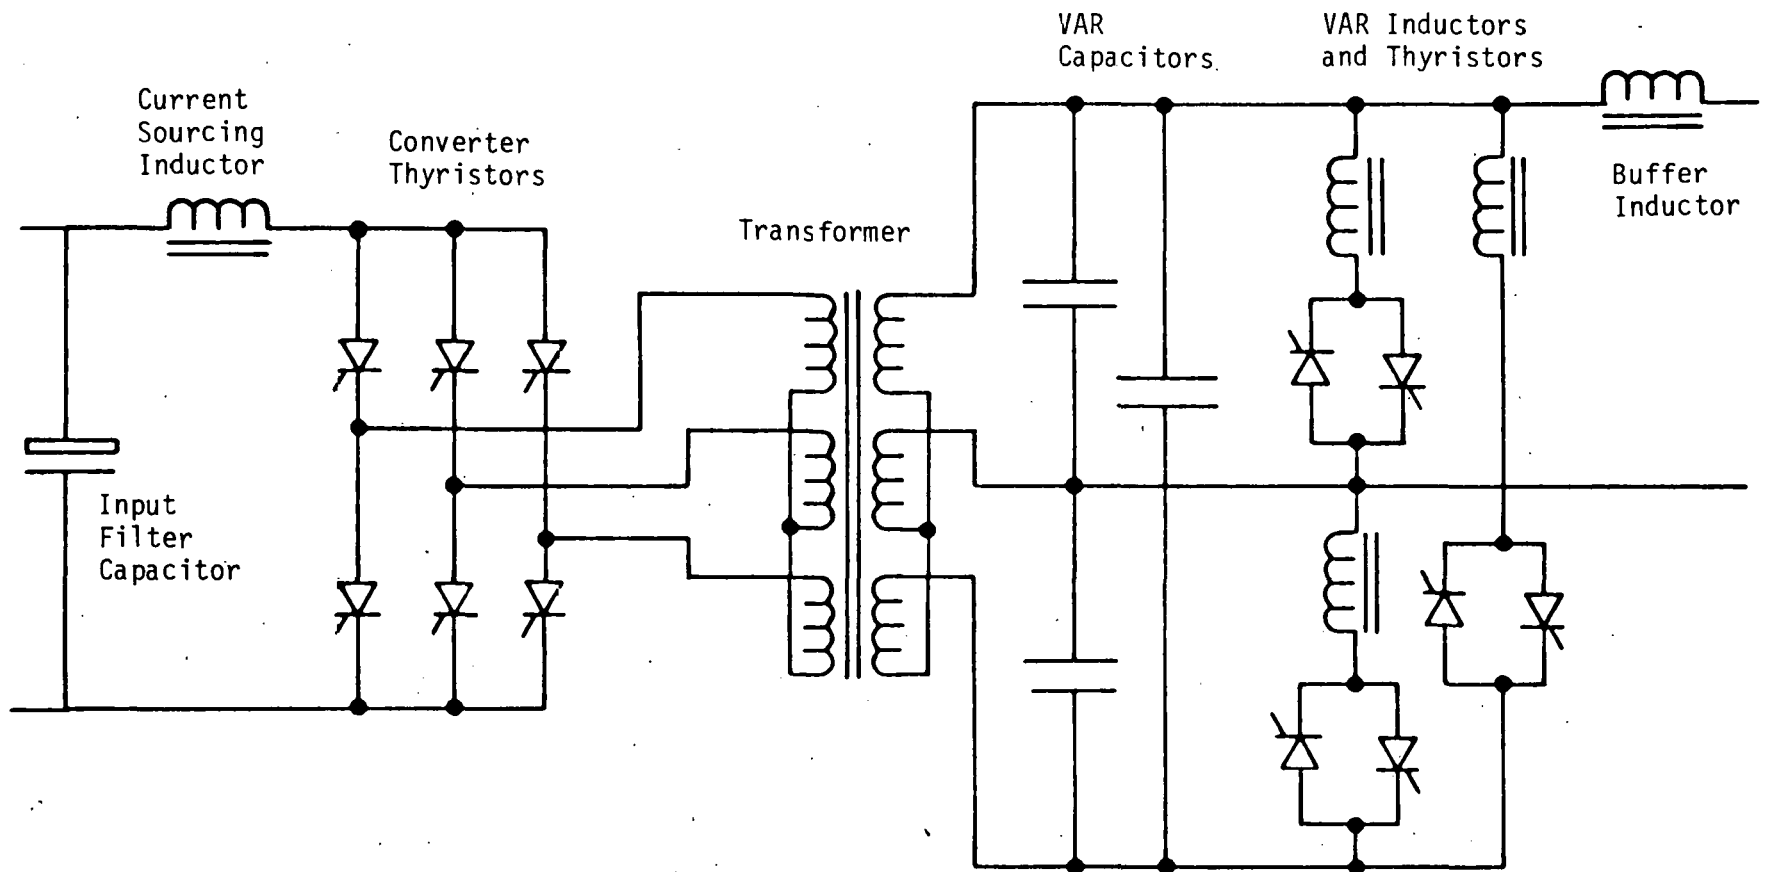 VAR
Capacitors
VAR Inductors
and Thyristors
Current
Sourcing
Inductor
Converter
Thyristors
Buffer
Inductor
Transformer
Input
Filter
Capacitor